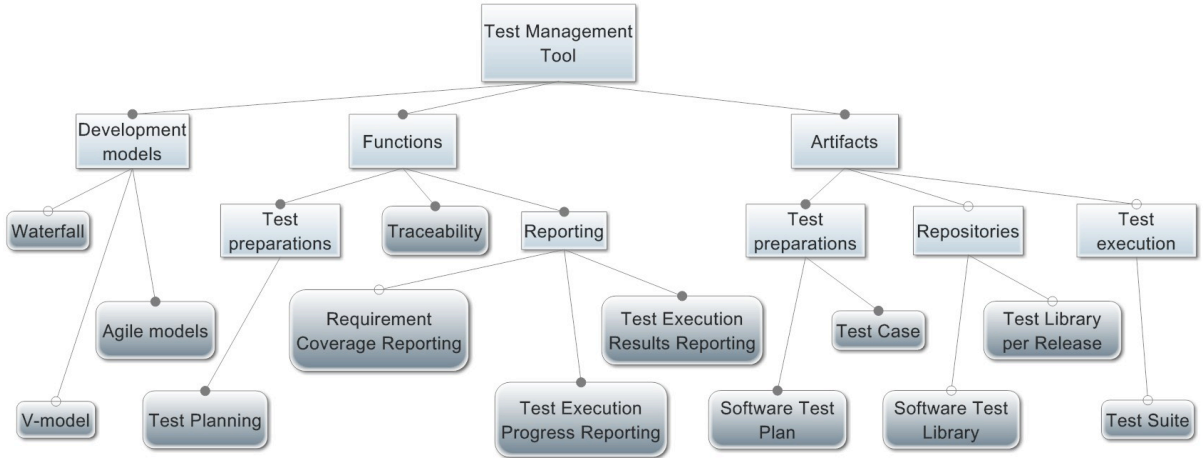 Test Management
Tool
Development
models
Functions
Artifacts
Waterfall
Test
preparations
Traceability
Reporting
Test
preparations
Repositories
Test
execution
Agile models
Requirement
Coverage Reporting
Test Execution
Results Reporting
Test Case
Test Library
per Release
V-model
Test Planning
Test Execution
Progress Reporting
Software Test
Plan
Software Test
Library
Test Suite